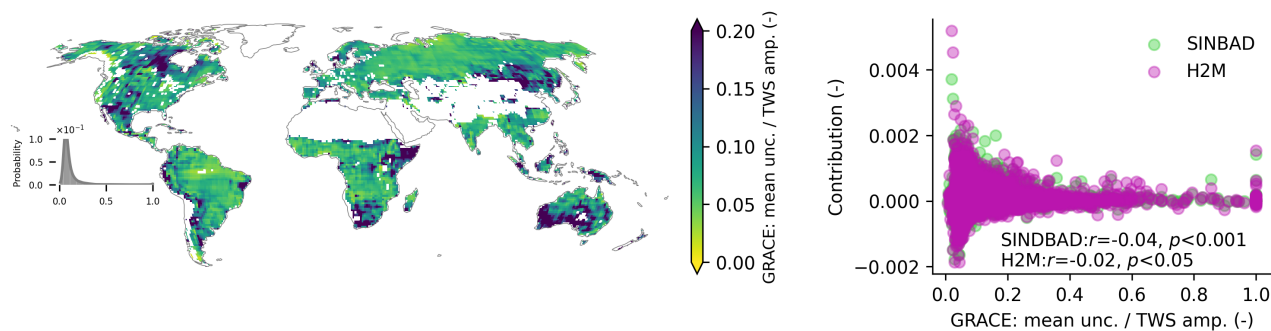 ×10⁻¹
Probability
1.0
0.5
0.0
0.0
1.0
0.20
0.15
0.10
0.05
0.00
GRACE: mean unc. / TWS amp. (-)
SINBAD
H2M
Contribution (-)
0.004
0.002
0.000
−0.002
SINDBAD:r=-0.04, p<0.001
H2M:r=-0.02, p<0.05
0.0 0.2 0.4 0.6 0.8 1.0
GRACE: mean unc. / TWS amp. (-)